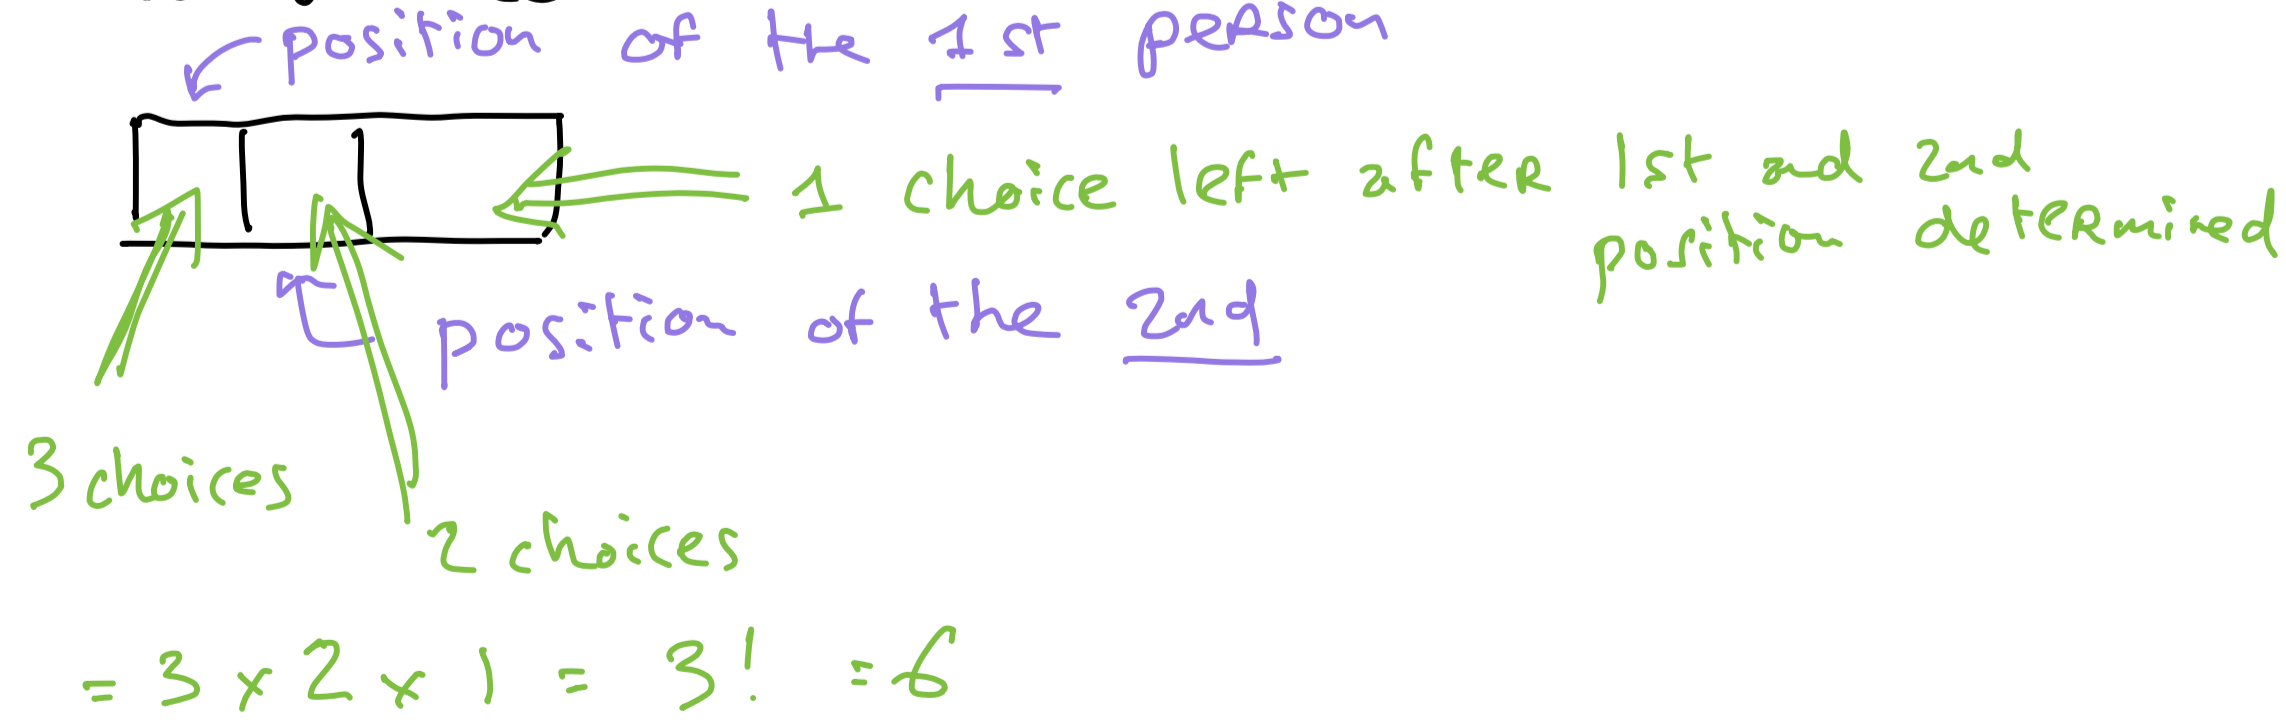 position of the 1st person
1 choice left after 1st and 2nd
position determined
position of the 2nd
3 choices
2 choices
= 3 x 2 x 1 = 3! = 6